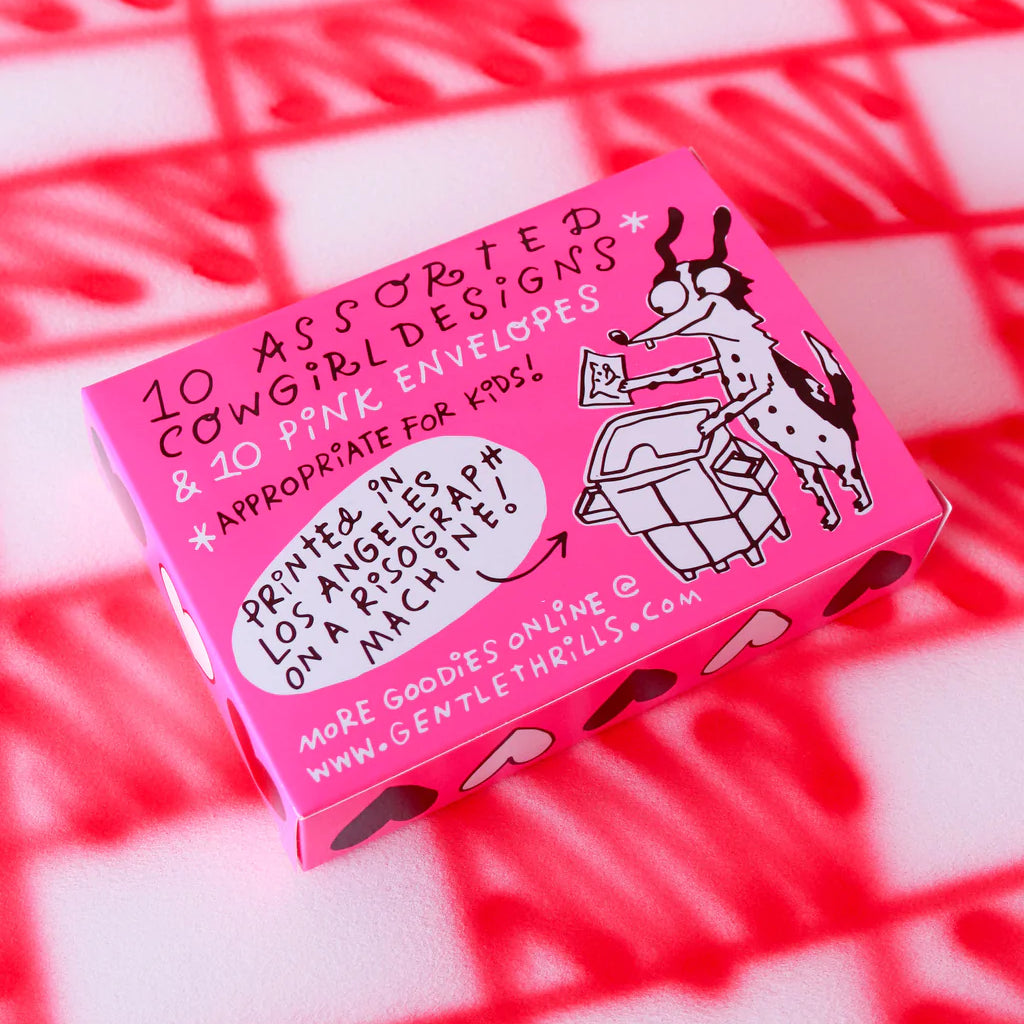 10 ASSORTED *
COWGiRL DESiGNS
& 10 PiNK ENVELOPES
*APPROPRiATE FOR KiDS!
PRiNTEd iN
LOS ANGELES
ON A RiSOGRAPH
MACHiNE!
MORE GOODiES ONLiNE @
WWW.GENTLETHRiLLS.COM